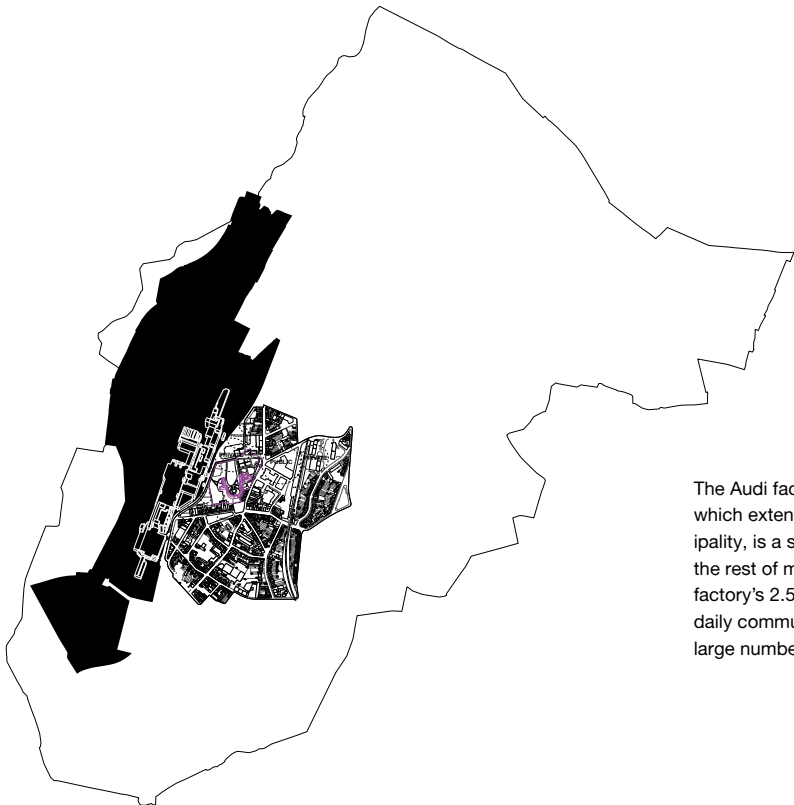 The Audi fac
which exten
ipality, is a s
the rest of m
factory's 2.5
daily commu
large numbe